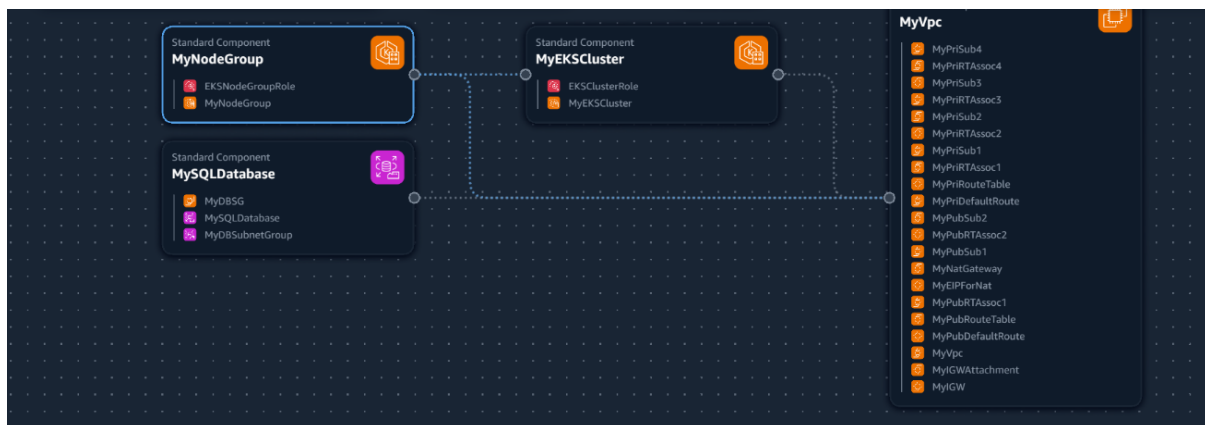 Standard Component
MyNodeGroup
EKSNodeGroupRole
MyNodeGroup
Standard Component
MyEKSCluster
EKSClusterRole
MyEKSCluster
Standard Component
MySQLDatabase
MyDBSG
MySQLDatabase
MyDBSubnetGroup
MyVpc
MyPriSub4
MyPriRTAssoc4
MyPriSub3
MyPriRTAssoc3
MyPriSub2
MyPriRTAssoc2
MyPriSub1
MyPriRTAssoc1
MyPriRouteTable
MyPriDefaultRoute
MyPubSub2
MyPubRTAssoc2
MyPubSub1
MyNatGateway
MyEIPForNat
MyPubRTAssoc1
MyPubRouteTable
MyPubDefaultRoute
MyVpc
MyIGWAttachment
MyIGW